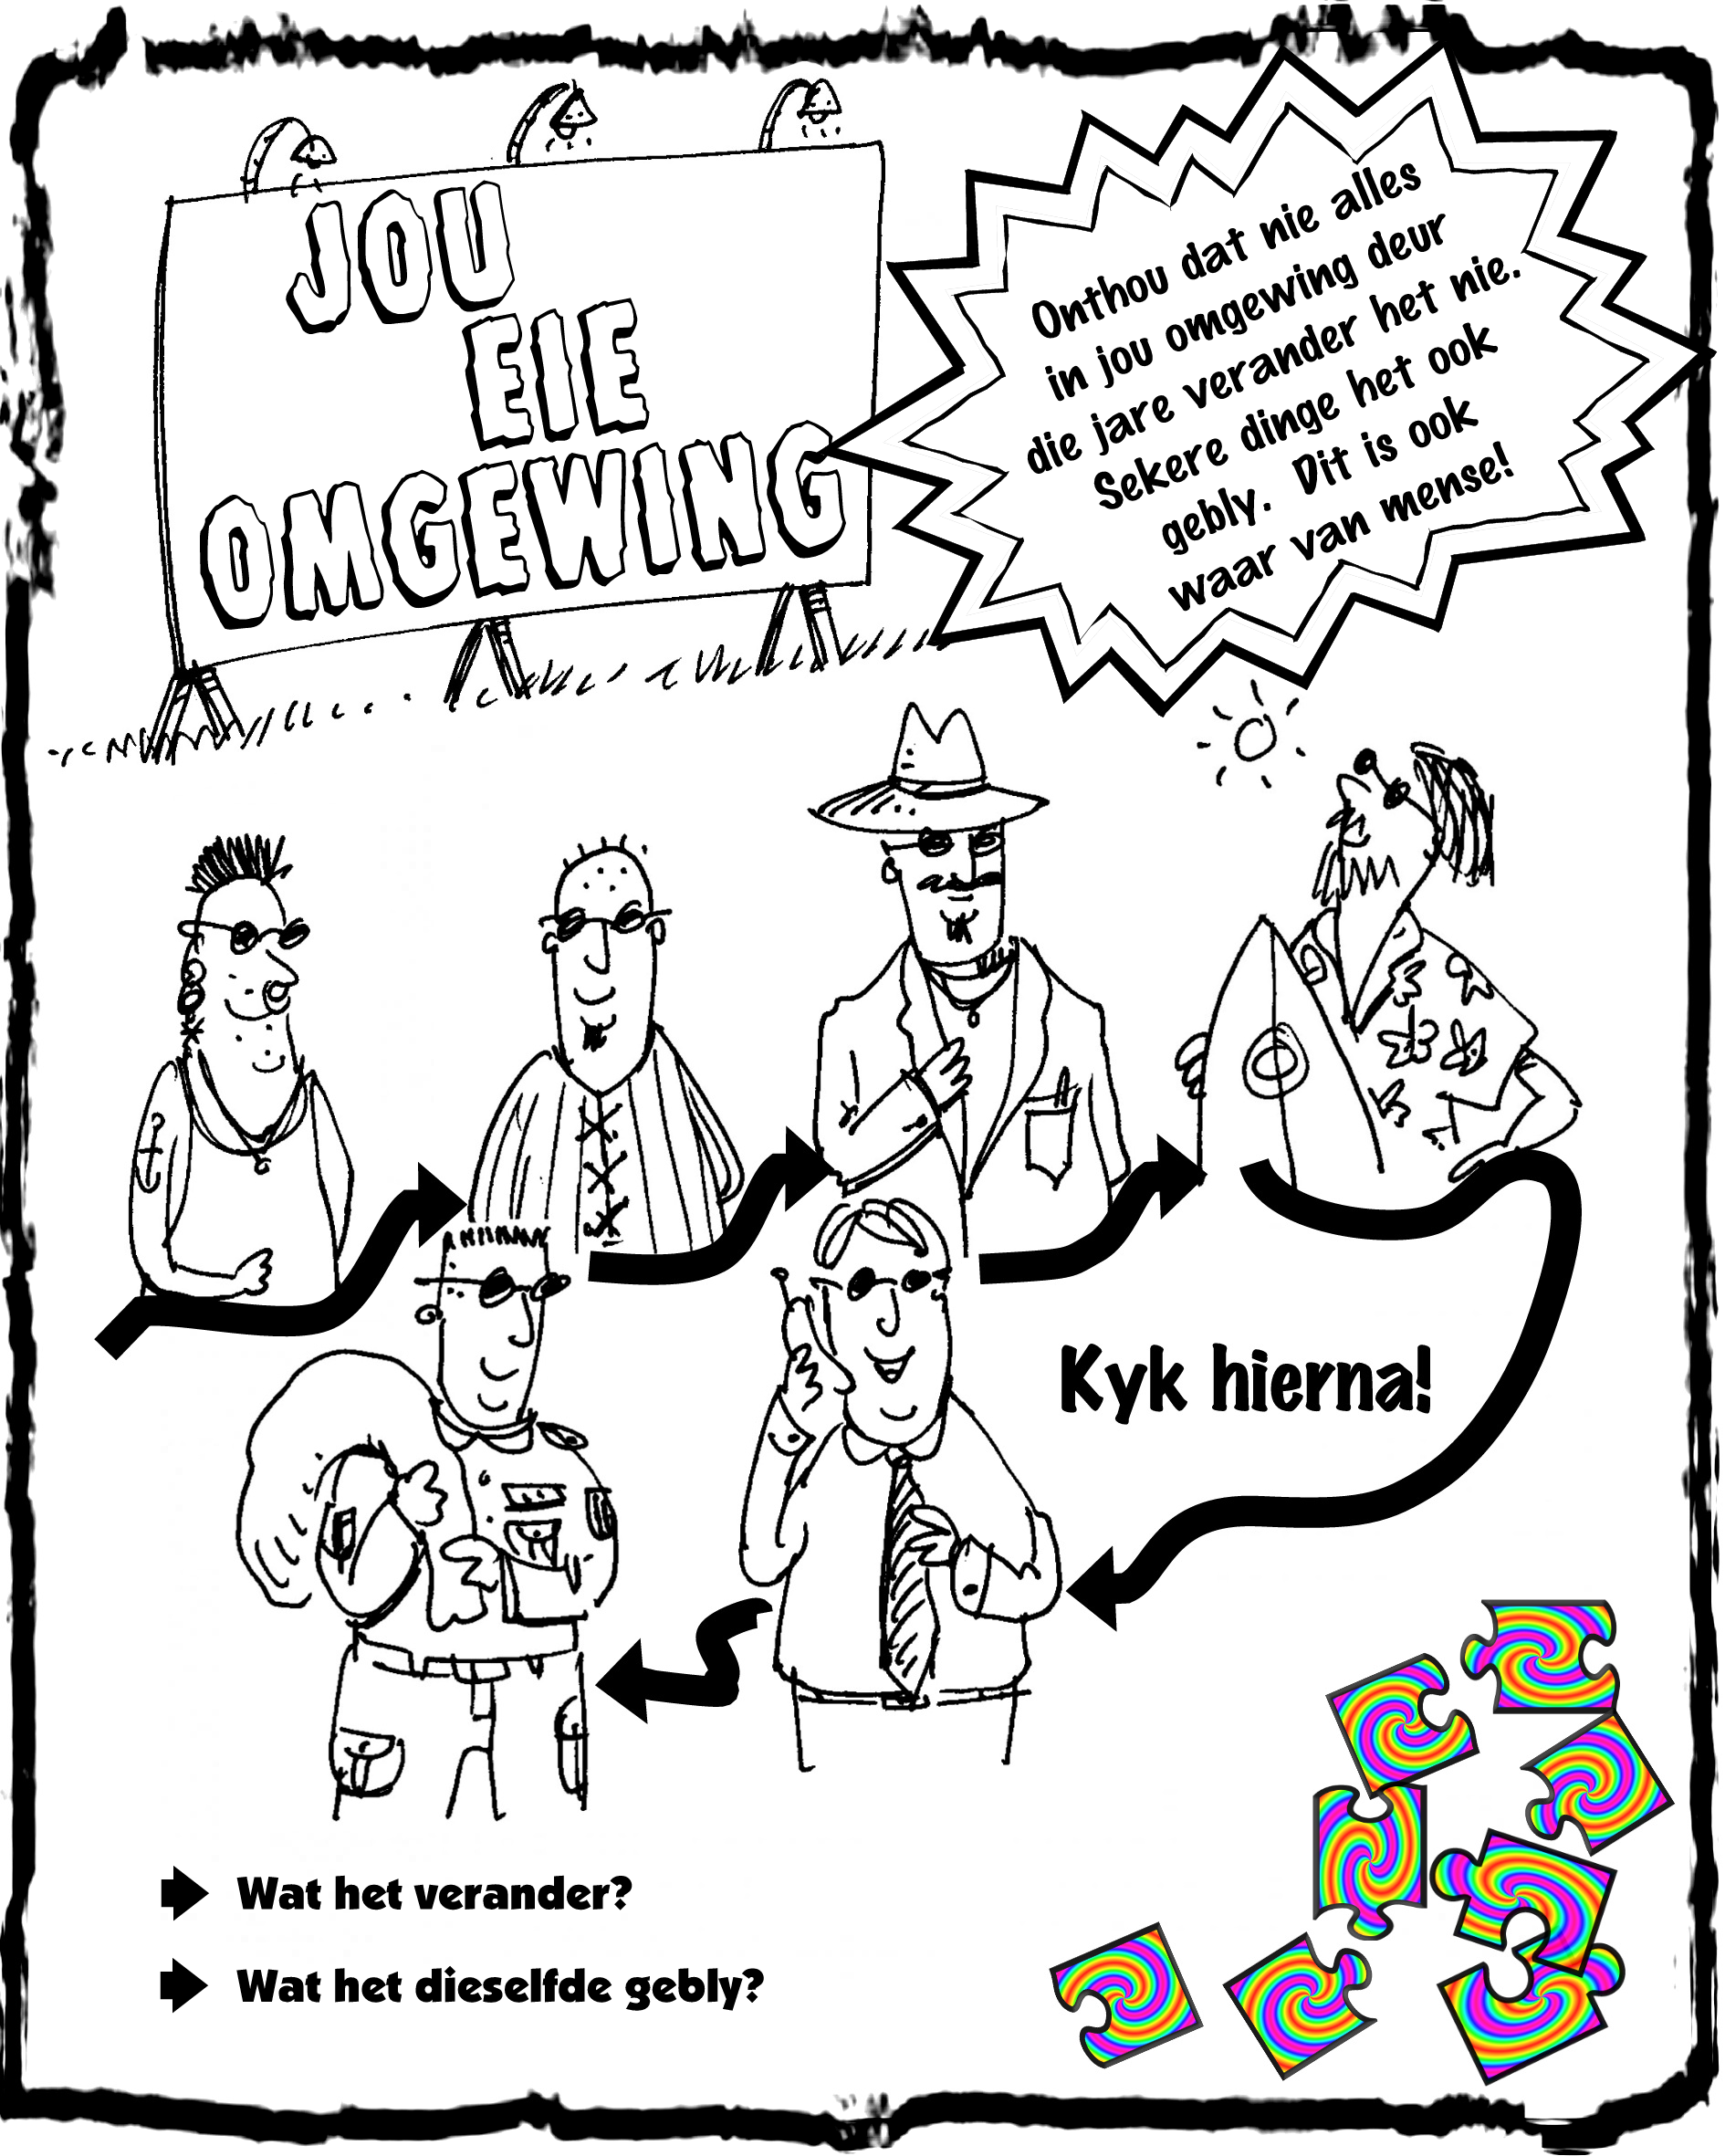 JOU
EIE
OMGEWING
Onthou dat nie alles
in jou omgewing deur
die jare verander het nie.
Sekere dinge het ook
gebly. Dit is ook
waar van mense!
Kyk hierna!
Wat het verander?
Wat het dieselfde gebly?